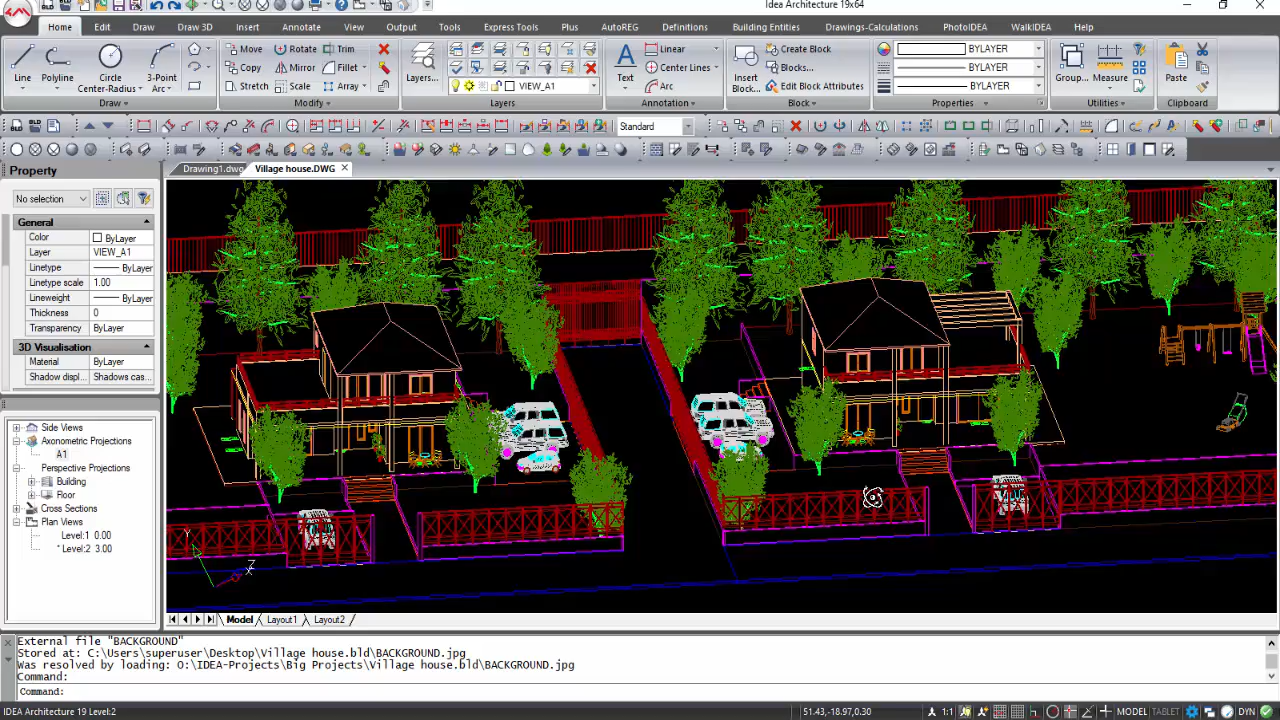 Idea Architecture 19x64
Home Edit Draw Draw 3D Insert Annotate View Output Tools Express Tools Plus AutoREG Definitions Building Entities Drawings-Calculations PhotoIDEA WalkIDEA Help
Line Polyline Circle Center-Radius 3-Point Arc
Draw
Move Rotate Trim
Copy Mirror Fillet
Stretch Scale Array
Modify
Layers...
VIEW_A1
Layers
Text
Linear
Center Lines
Arc
Annotation
Insert Block...
Create Block
Blocks...
Edit Block Attributes
Block
BYLAYER
BYLAYER
BYLAYER
Properties
Group... Measure
Utilities
Paste
Clipboard
Standard
Property
Drawing1.dwg Village house.DWG
No selection
General
Color ByLayer
Layer VIEW_A1
Linetype ByLayer
Linetype scale 1.00
Lineweight ByLayer
Thickness 0
Transparency ByLayer
3D Visualisation
Material ByLayer
Shadow displ... Shadows cas...
Side Views
Axonometric Projections
A1
Perspective Projections
Building
Floor
Cross Sections
Plan Views
Level:1 0.00
* Level:2 3.00
Y
Z
X
Model Layout1 Layout2
External file "BACKGROUND"
Stored at: C:\Users\superuser\Desktop\Village house.bld\BACKGROUND.jpg
Was resolved by loading: O:\IDEA-Projects\Big Projects\Village house.bld\BACKGROUND.jpg
Command:
Command:
IDEA Architecture 19 Level:2 51.43,-18.97,0.30 1:1 MODEL TABLET DYN